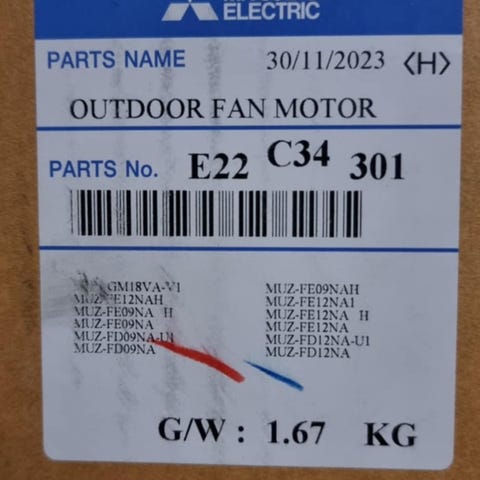 ELECTRIC
PARTS NAME 30/11/2023 <H>
OUTDOOR FAN MOTOR
PARTS No. E22 C34 301
GM18VA-V1 MUZ-FE09NAH
MUZ-FE12NAH MUZ-FE12NA1
MUZ-FE09NA H MUZ-FE12NA H
MUZ-FE09NA MUZ-FE12NA
MUZ-FD09NA-U1 MUZ-FD12NA-U1
MUZ-FD09NA MUZ-FD12NA
G/W : 1.67 KG